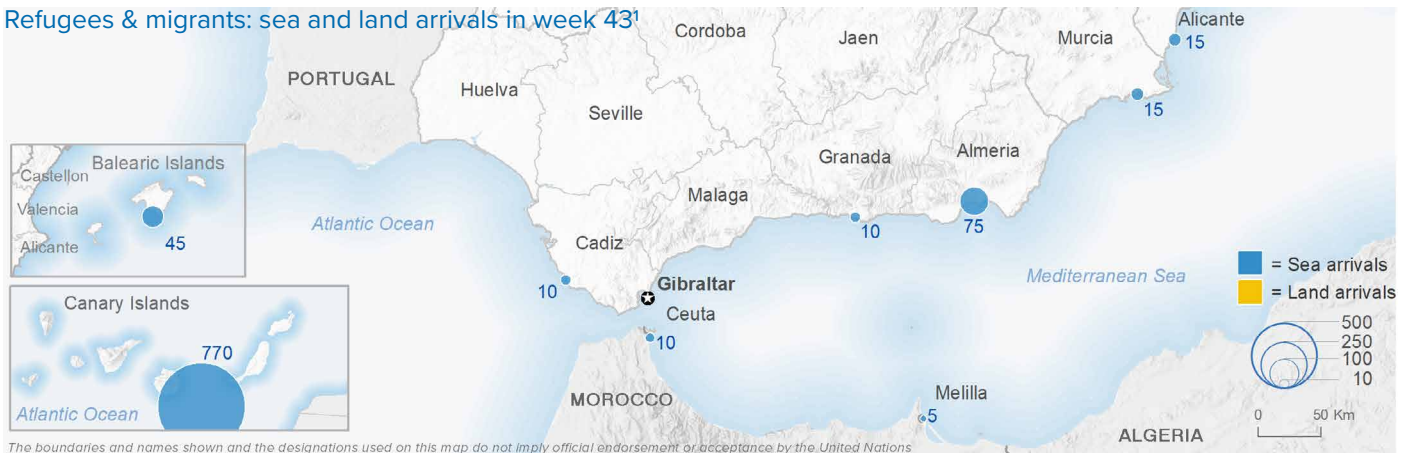 Refugees & migrants: sea and land arrivals in week 43¹
Alicante
15
Cordoba
Jaen
Murcia
15
PORTUGAL
Huelva
Seville
Granada
Almeria
Malaga
10
75
Balearic Islands
Castellon
Valencia
Alicante
45
Atlantic Ocean
Cadiz
10
Gibraltar
Ceuta
10
Mediterranean Sea
= Sea arrivals
= Land arrivals
Canary Islands
770
Atlantic Ocean
MOROCCO
Melilla
5
ALGERIA
500
250
100
10
0 50 Km
The boundaries and names shown and the designations used on this map do not imply official endorsement or acceptance by the United Nations